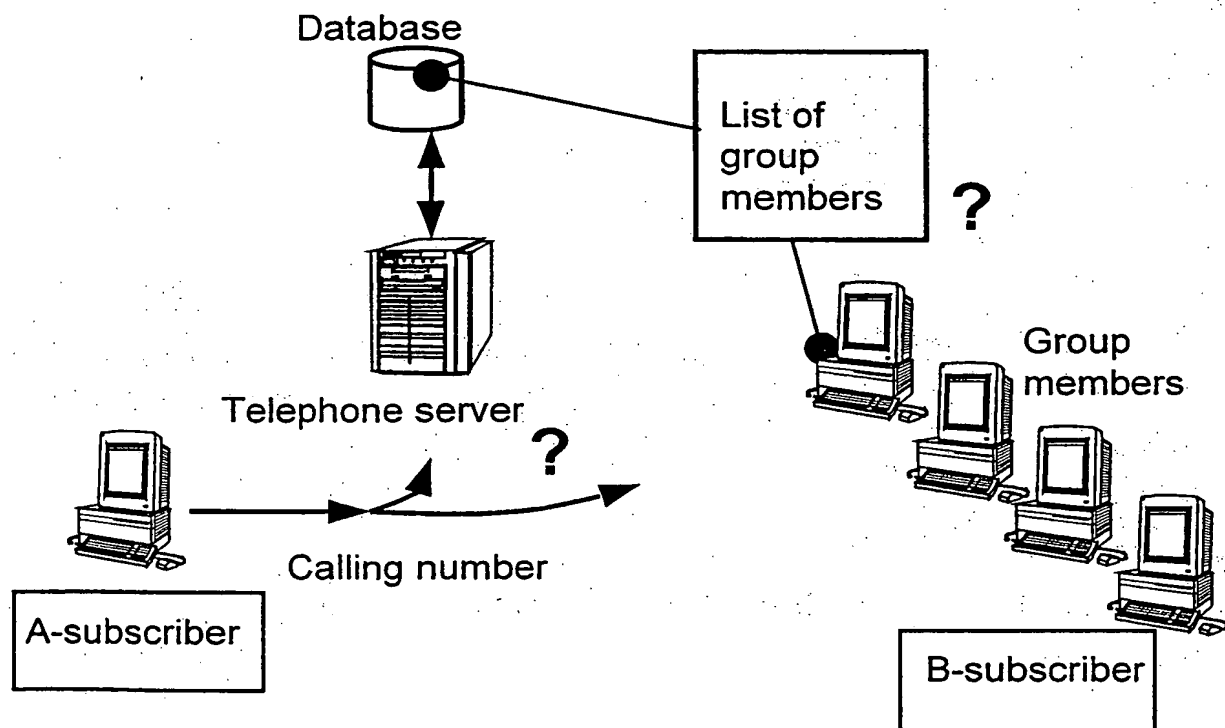 Database
List of
group
members
?
Group
members
Telephone server
?
Calling number
A-subscriber
B-subscriber